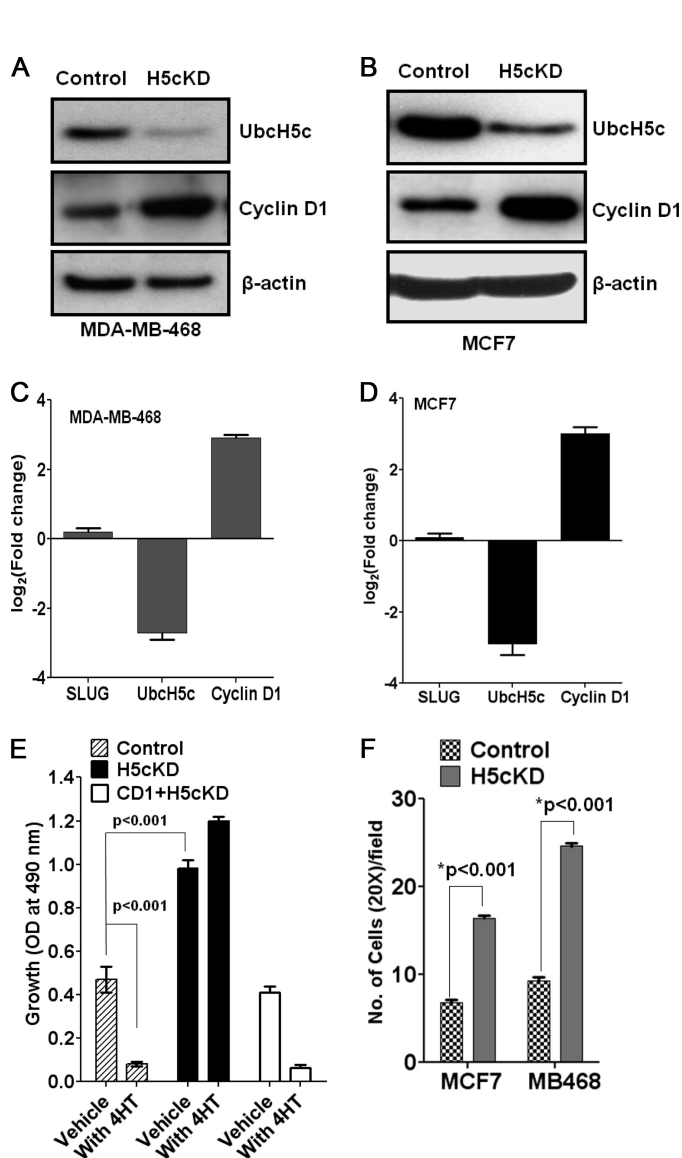 A
Control H5cKD
UbcH5c
Cyclin D1
β-actin
MDA-MB-468
B
Control H5cKD
UbcH5c
Cyclin D1
β-actin
MCF7
C
MDA-MB-468
log2(Fold change)
4
2
0
-2
-4
SLUG UbcH5c Cyclin D1
D
MCF7
log2(Fold change)
4
2
0
-2
-4
SLUG UbcH5c Cyclin D1
E
Control
H5cKD
CD1+H5cKD
Growth (OD at 490 nm)
1.4
1.2
1.0
0.8
0.6
0.4
0.2
0.0
p<0.001
p<0.001
Vehicle
With 4HT
Vehicle
With 4HT
Vehicle
With 4HT
F
Control
H5cKD
No. of Cells (20X)/field
30
20
10
0
*p<0.001
*p<0.001
MCF7 MB468